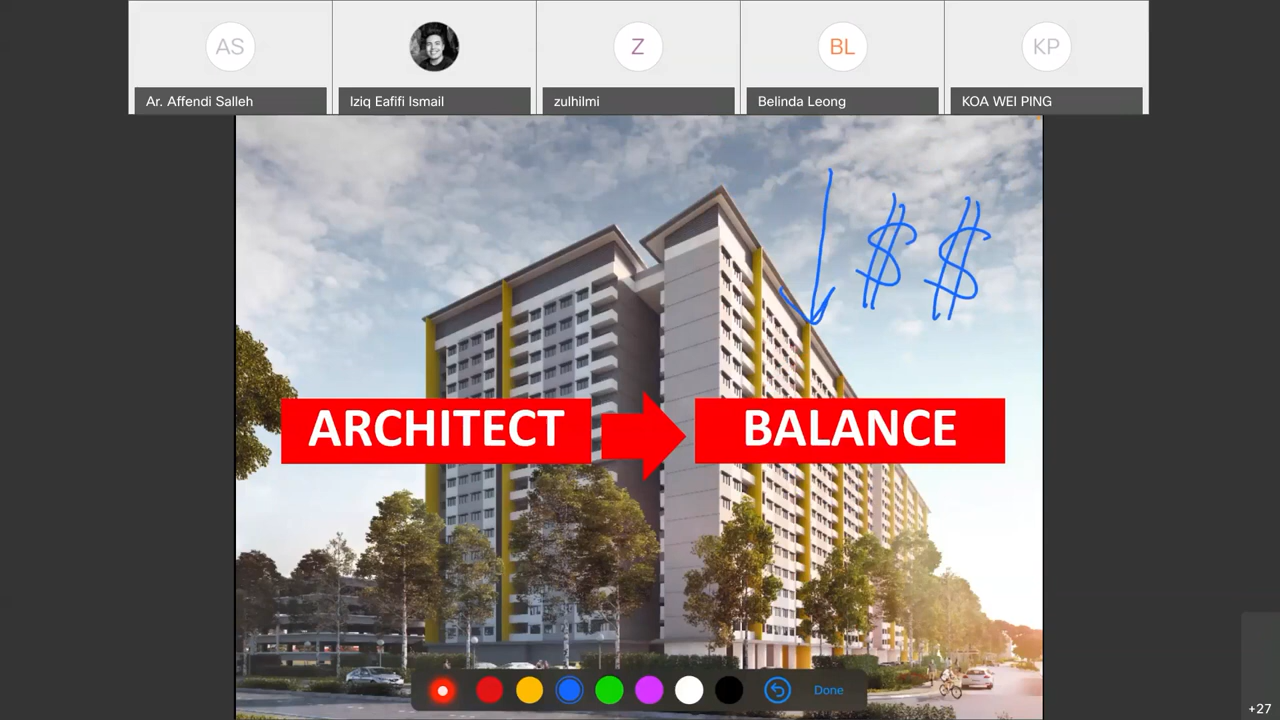 AS
Z
BL
KP
Ar. Affendi Salleh
Iziq Eafifi Ismail
zulhilmi
Belinda Leong
KOA WEI PING
$ $
ARCHITECT
BALANCE
Done
+27